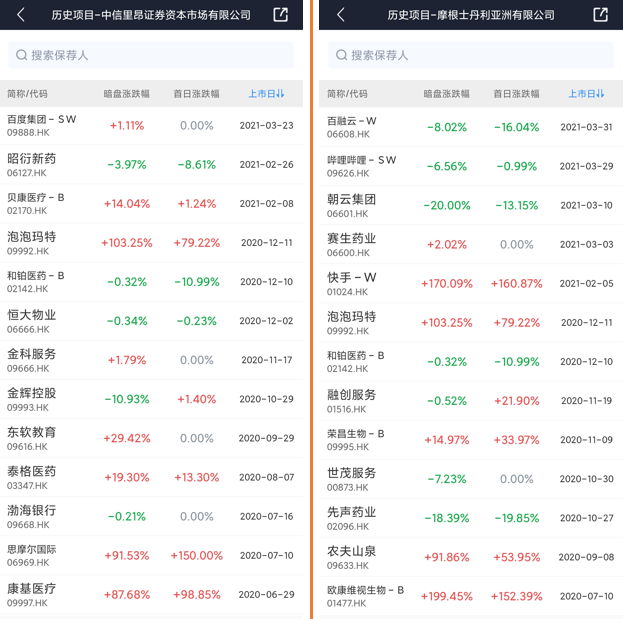 历史项目-中信里昂证券资本市场有限公司
搜索保荐人
简称/代码 暗盘涨跌幅 首日涨跌幅 上市日
百度集团-SW +1.11% 0.00% 2021-03-23
09888.HK
昭衍新药 -3.97% -8.61% 2021-02-26
06127.HK
贝康医疗-B +14.04% +1.24% 2021-02-08
02170.HK
泡泡玛特 +103.25% +79.22% 2020-12-11
09992.HK
和铂医药-B -0.32% -10.99% 2020-12-10
02142.HK
恒大物业 -0.34% -0.23% 2020-12-02
06666.HK
金科服务 +1.79% 0.00% 2020-11-17
09666.HK
金辉控股 -10.93% +1.40% 2020-10-29
09993.HK
东软教育 +29.42% 0.00% 2020-09-29
09616.HK
泰格医药 +19.30% +13.30% 2020-08-07
03347.HK
渤海银行 -0.21% 0.00% 2020-07-16
09668.HK
思摩尔国际 +91.53% +150.00% 2020-07-10
06969.HK
康基医疗 +87.68% +98.85% 2020-06-29
09997.HK
历史项目-摩根士丹利亚洲有限公司
搜索保荐人
简称/代码 暗盘涨跌幅 首日涨跌幅 上市日
百融云-W -8.02% -16.04% 2021-03-31
06608.HK
哔哩哔哩-SW -6.56% -0.99% 2021-03-29
09626.HK
朝云集团 -20.00% -13.15% 2021-03-10
06601.HK
赛生药业 +2.02% 0.00% 2021-03-03
06600.HK
快手-W +170.09% +160.87% 2021-02-05
01024.HK
泡泡玛特 +103.25% +79.22% 2020-12-11
09992.HK
和铂医药-B -0.32% -10.99% 2020-12-10
02142.HK
融创服务 -0.52% +21.90% 2020-11-19
01516.HK
荣昌生物-B +14.97% +33.97% 2020-11-09
09995.HK
世茂服务 -7.23% 0.00% 2020-10-30
00873.HK
先声药业 -18.39% -19.85% 2020-10-27
02096.HK
农夫山泉 +91.86% +53.95% 2020-09-08
09633.HK
欧康维视生物-B +199.45% +152.39% 2020-07-10
01477.HK